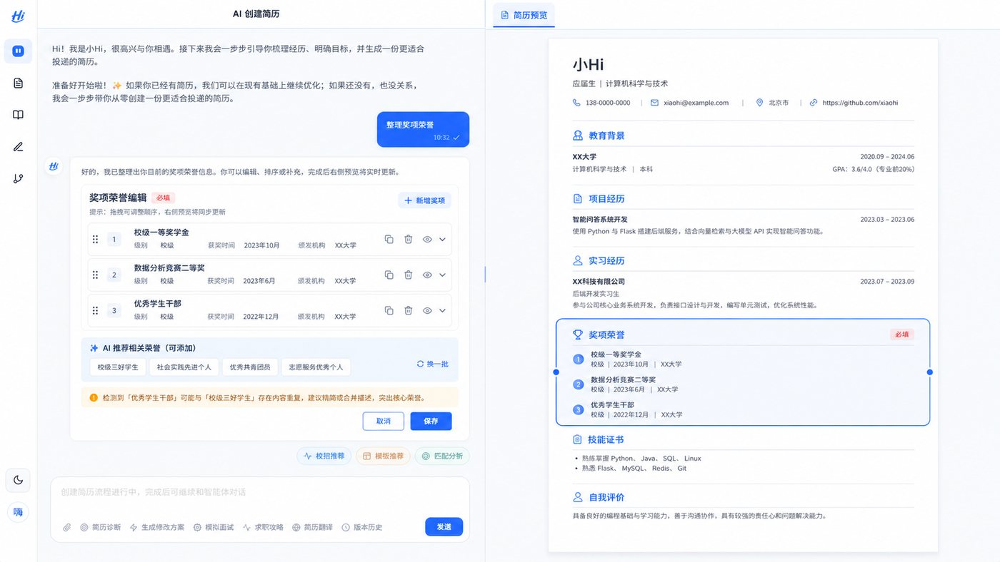 Hi
AI 创建简历
Hi！我是小Hi，很高兴与你相遇。接下来我会一步步引导你梳理经历、明确目标，并生成一份更适合
投递的简历。
准备好开始啦！✨ 如果你已经有简历，我们可以在现有基础上继续优化；如果还没有，也没关系，
我会一步步带你从零创建一份更适合投递的简历。
整理奖项荣誉
10:32
Hi
好的，我已整理出你目前的奖项荣誉信息。你可以编辑、排序或补充，完成后右侧预览将实时更新。
奖项荣誉编辑 必填
新增奖项
提示：拖拽可调整顺序，右侧预览将同步更新
1
校级一等奖学金
级别 校级 获奖时间 2023年10月 颁发机构 XX大学
2
数据分析竞赛二等奖
级别 校级 获奖时间 2023年6月 颁发机构 XX大学
3
优秀学生干部
级别 校级 获奖时间 2022年12月 颁发机构 XX大学
AI 推荐相关荣誉（可添加）
校级三好学生 社会实践先进个人 优秀共青团员 志愿服务优秀个人 换一批
检测到「优秀学生干部」可能与「校级三好学生」存在内容重复，建议精简或合并描述，突出核心荣誉。
取消 保存
校招推荐 模板推荐 匹配分析
创建简历流程进行中，完成后可继续和智能体对话
简历诊断 生成修改方案 模拟面试 求职攻略 简历翻译 版本历史 发送
嗨
简历预览
小Hi
应届生 | 计算机科学与技术
138-0000-0000 | xiaohi@example.com | 北京市 | https://github.com/xiaohi
教育背景
XX大学 2020.09 – 2024.06
计算机科学与技术 | 本科 GPA：3.6/4.0（专业前20%）
项目经历
智能问答系统开发 2023.03 – 2023.06
使用 Python 与 Flask 搭建后端服务，结合向量检索与大模型 API 实现智能问答功能。
实习经历
XX科技有限公司 2023.07 – 2023.09
后端开发实习生
参与公司核心业务系统开发，负责接口设计与开发，编写单元测试，优化系统性能。
奖项荣誉 必填
1 校级一等奖学金
校级 | 2023年10月 | XX大学
2 数据分析竞赛二等奖
校级 | 2023年6月 | XX大学
3 优秀学生干部
校级 | 2022年12月 | XX大学
技能证书
• 熟练掌握 Python、 Java、 SQL、 Linux
• 熟悉 Flask、 MySQL、 Redis、 Git
自我评价
具备良好的编程基础与学习能力，善于沟通协作，具有较强的责任心和问题解决能力。